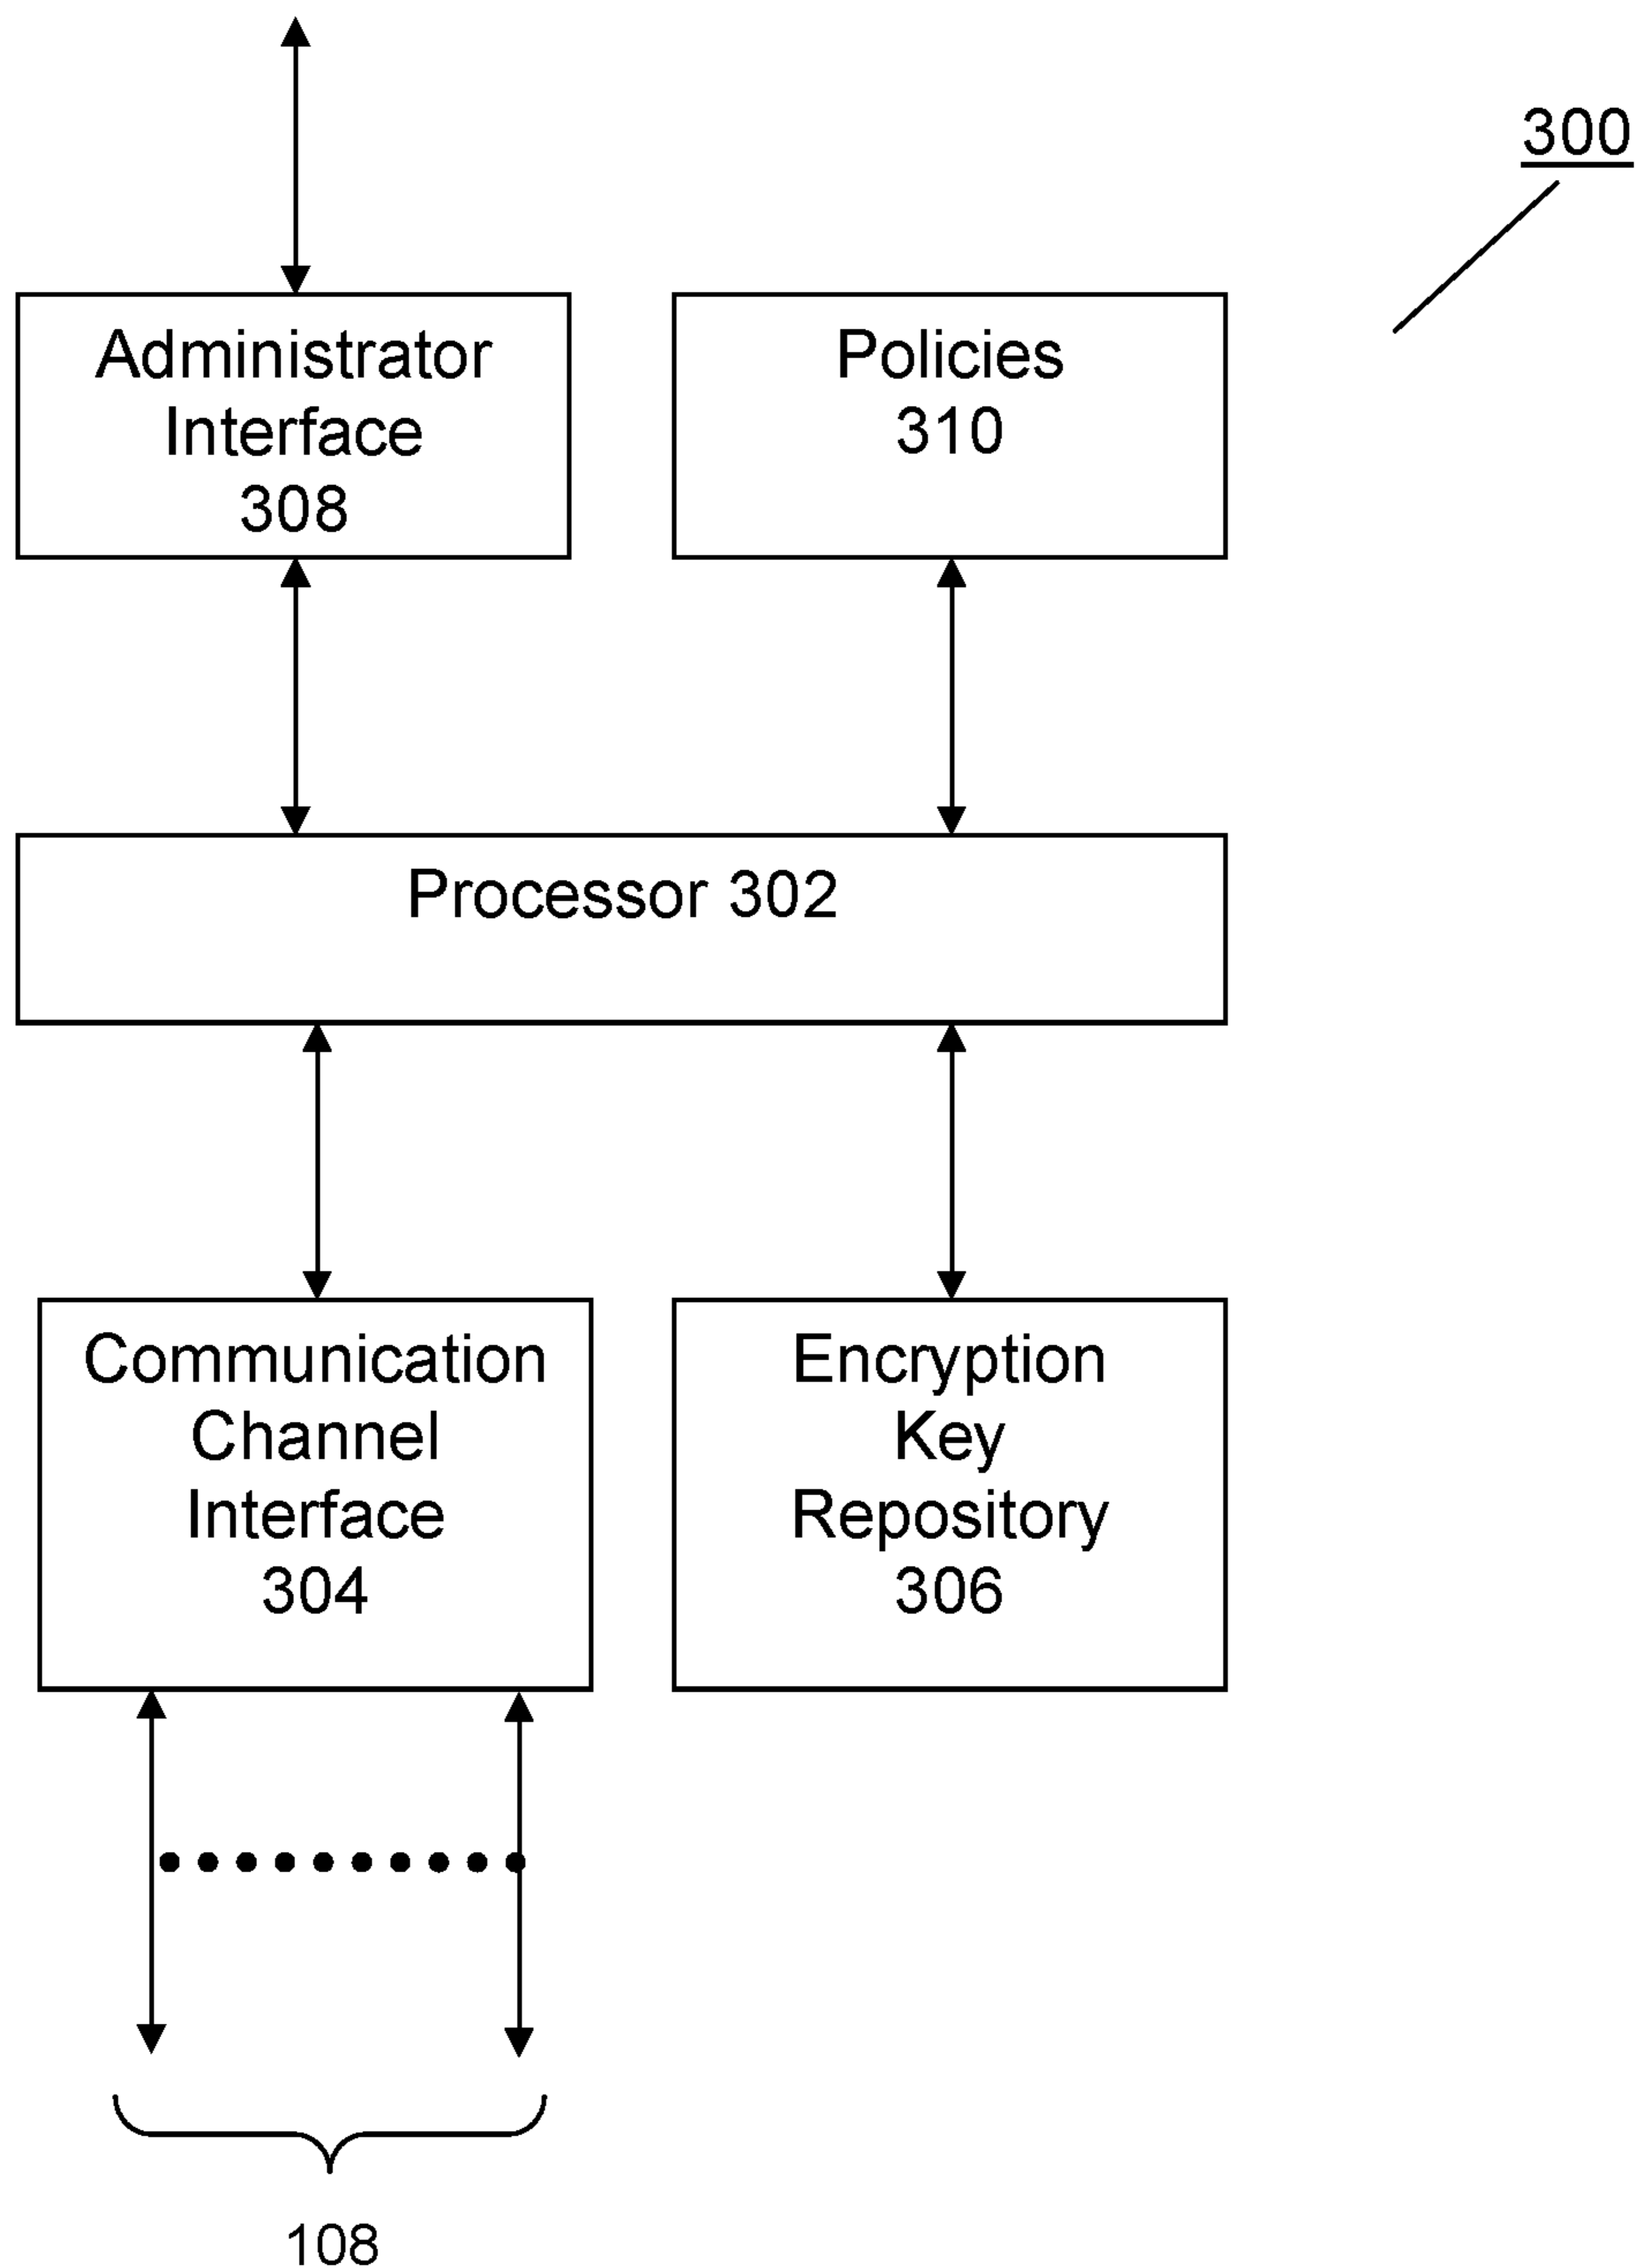 300
Administrator
Interface
308
Policies
310
Processor 302
Communication
Channel
Interface
304
Encryption
Key
Repository
306
108